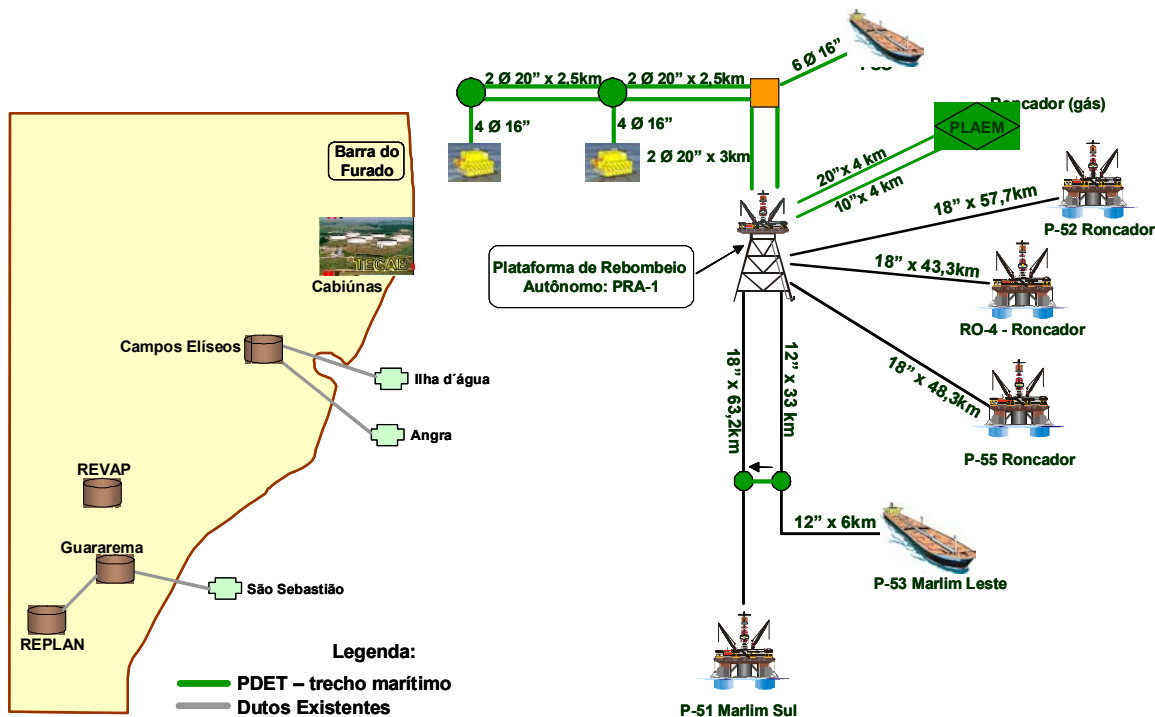 6 Ø 16”
2 Ø 20” x 2,5km
2 Ø 20” x 2,5km
4 Ø 16”
4 Ø 16”
2 Ø 20” x 3km
Roncador (gás)
PLAEM
20”x 4 km
10”x 4 km
18” x 57,7km
P-52 Roncador
18” x 43,3km
RO-4 - Roncador
18” x 48,3km
P-55 Roncador
Plataforma de Rebombeio
Autônomo: PRA-1
18” x 63,2km
12” x 33 km
12” x 6km
P-53 Marlim Leste
P-51 Marlim Sul
Barra do
Furado
TECAB
Cabiúnas
Campos Elíseos
Ilha d´água
Angra
REVAP
Guararema
São Sebastião
REPLAN
Legenda:
PDET – trecho marítimo
Dutos Existentes